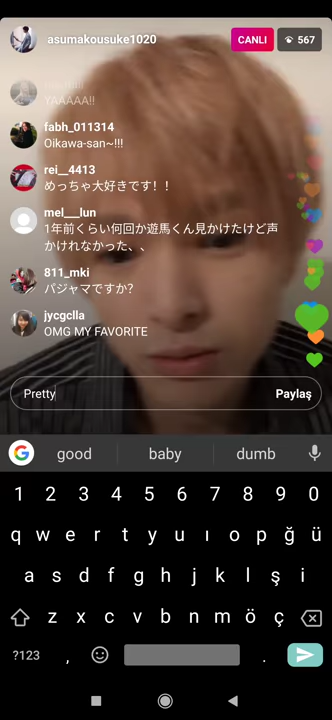 asumakousuke1020
CANLI
567
YAAAAA!!
fabh_011314
Oikawa-san~!!!
rei__4413
めっちゃ大好きです！！
mel___lun
1年前くらい何回か遊馬くん見かけたけど声
かけれなかった、、
811_mki
パジャマですか?
jycgclla
OMG MY FAVORITE
Pretty
Paylaş
G
good
baby
dumb
1 2 3 4 5 6 7 8 9 0
q w e r t y u ı o p ğ ü
a s d f g h j k l ş i
z x c v b n m ö ç
?123
,
.